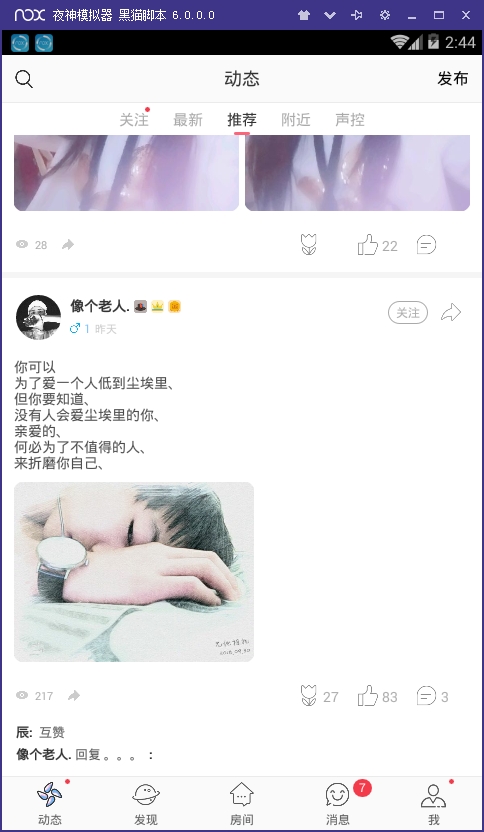 nox 夜神模拟器 黑猫脚本 6.0.0.0
2:44
动态
发布
关注 最新 推荐 附近 声控
28
22
像个老人.
♂ 1 昨天
关注
你可以
为了爱一个人低到尘埃里、
但你要知道、
没有人会爱尘埃里的你、
亲爱的、
何必为了不值得的人、
来折磨你自己、
217
27 83 3
辰: 互赞
像个老人. 回复 。。。 :
7
动态 发现 房间 消息 我